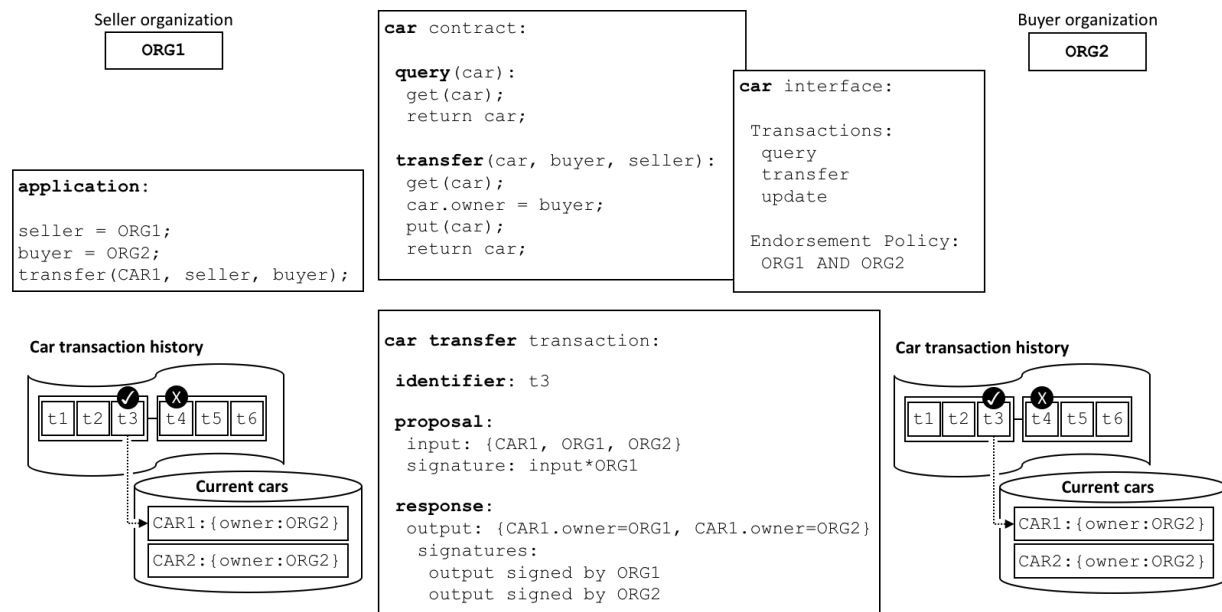 Seller organization
ORG1
car contract:
query(car):
get(car);
return car;
transfer(car, buyer, seller):
get(car);
car.owner = buyer;
put(car);
return car;
car interface:
Transactions:
query
transfer
update
Endorsement Policy:
ORG1 AND ORG2
Buyer organization
ORG2
application:
seller = ORG1;
buyer = ORG2;
transfer(CAR1, seller, buyer);
Car transaction history
t1 t2 t3 t4 t5 t6
Current cars
CAR1:{owner:ORG2}
CAR2:{owner:ORG2}
car transfer transaction:
identifier: t3
proposal:
input: {CAR1, ORG1, ORG2}
signature: input*ORG1
response:
output: {CAR1.owner=ORG1, CAR1.owner=ORG2}
signatures:
output signed by ORG1
output signed by ORG2
Car transaction history
t1 t2 t3 t4 t5 t6
Current cars
CAR1:{owner:ORG2}
CAR2:{owner:ORG2}